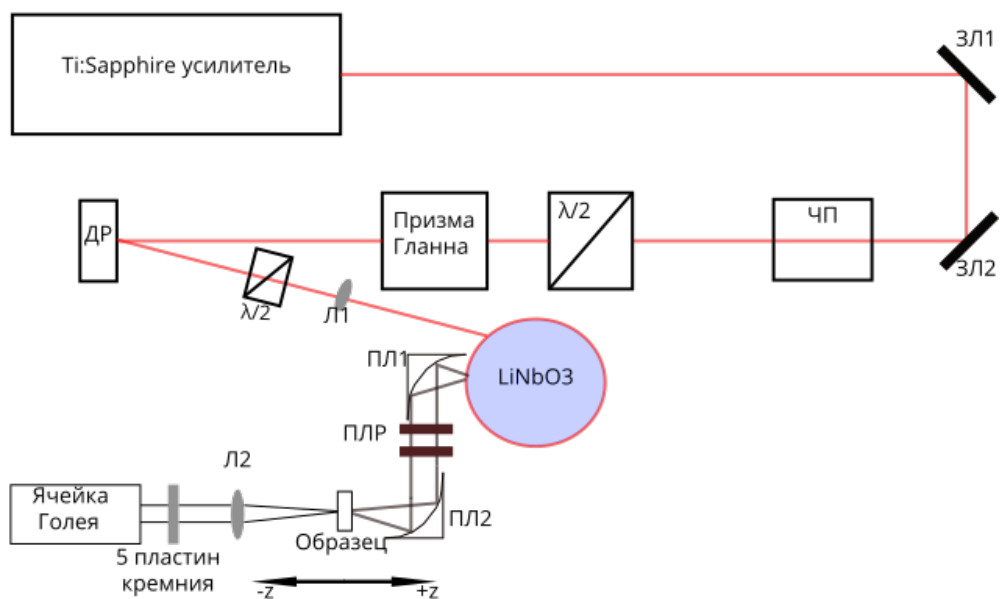 Ti:Sapphire усилитель
ЗЛ1
ДР
Призма
Гланна
λ/2
ЧП
ЗЛ2
λ/2
Л1
ПЛ1
LiNbO3
ПЛР
Л2
Ячейка
Голея
ПЛ2
Образец
5 пластин
кремния
-z
+z